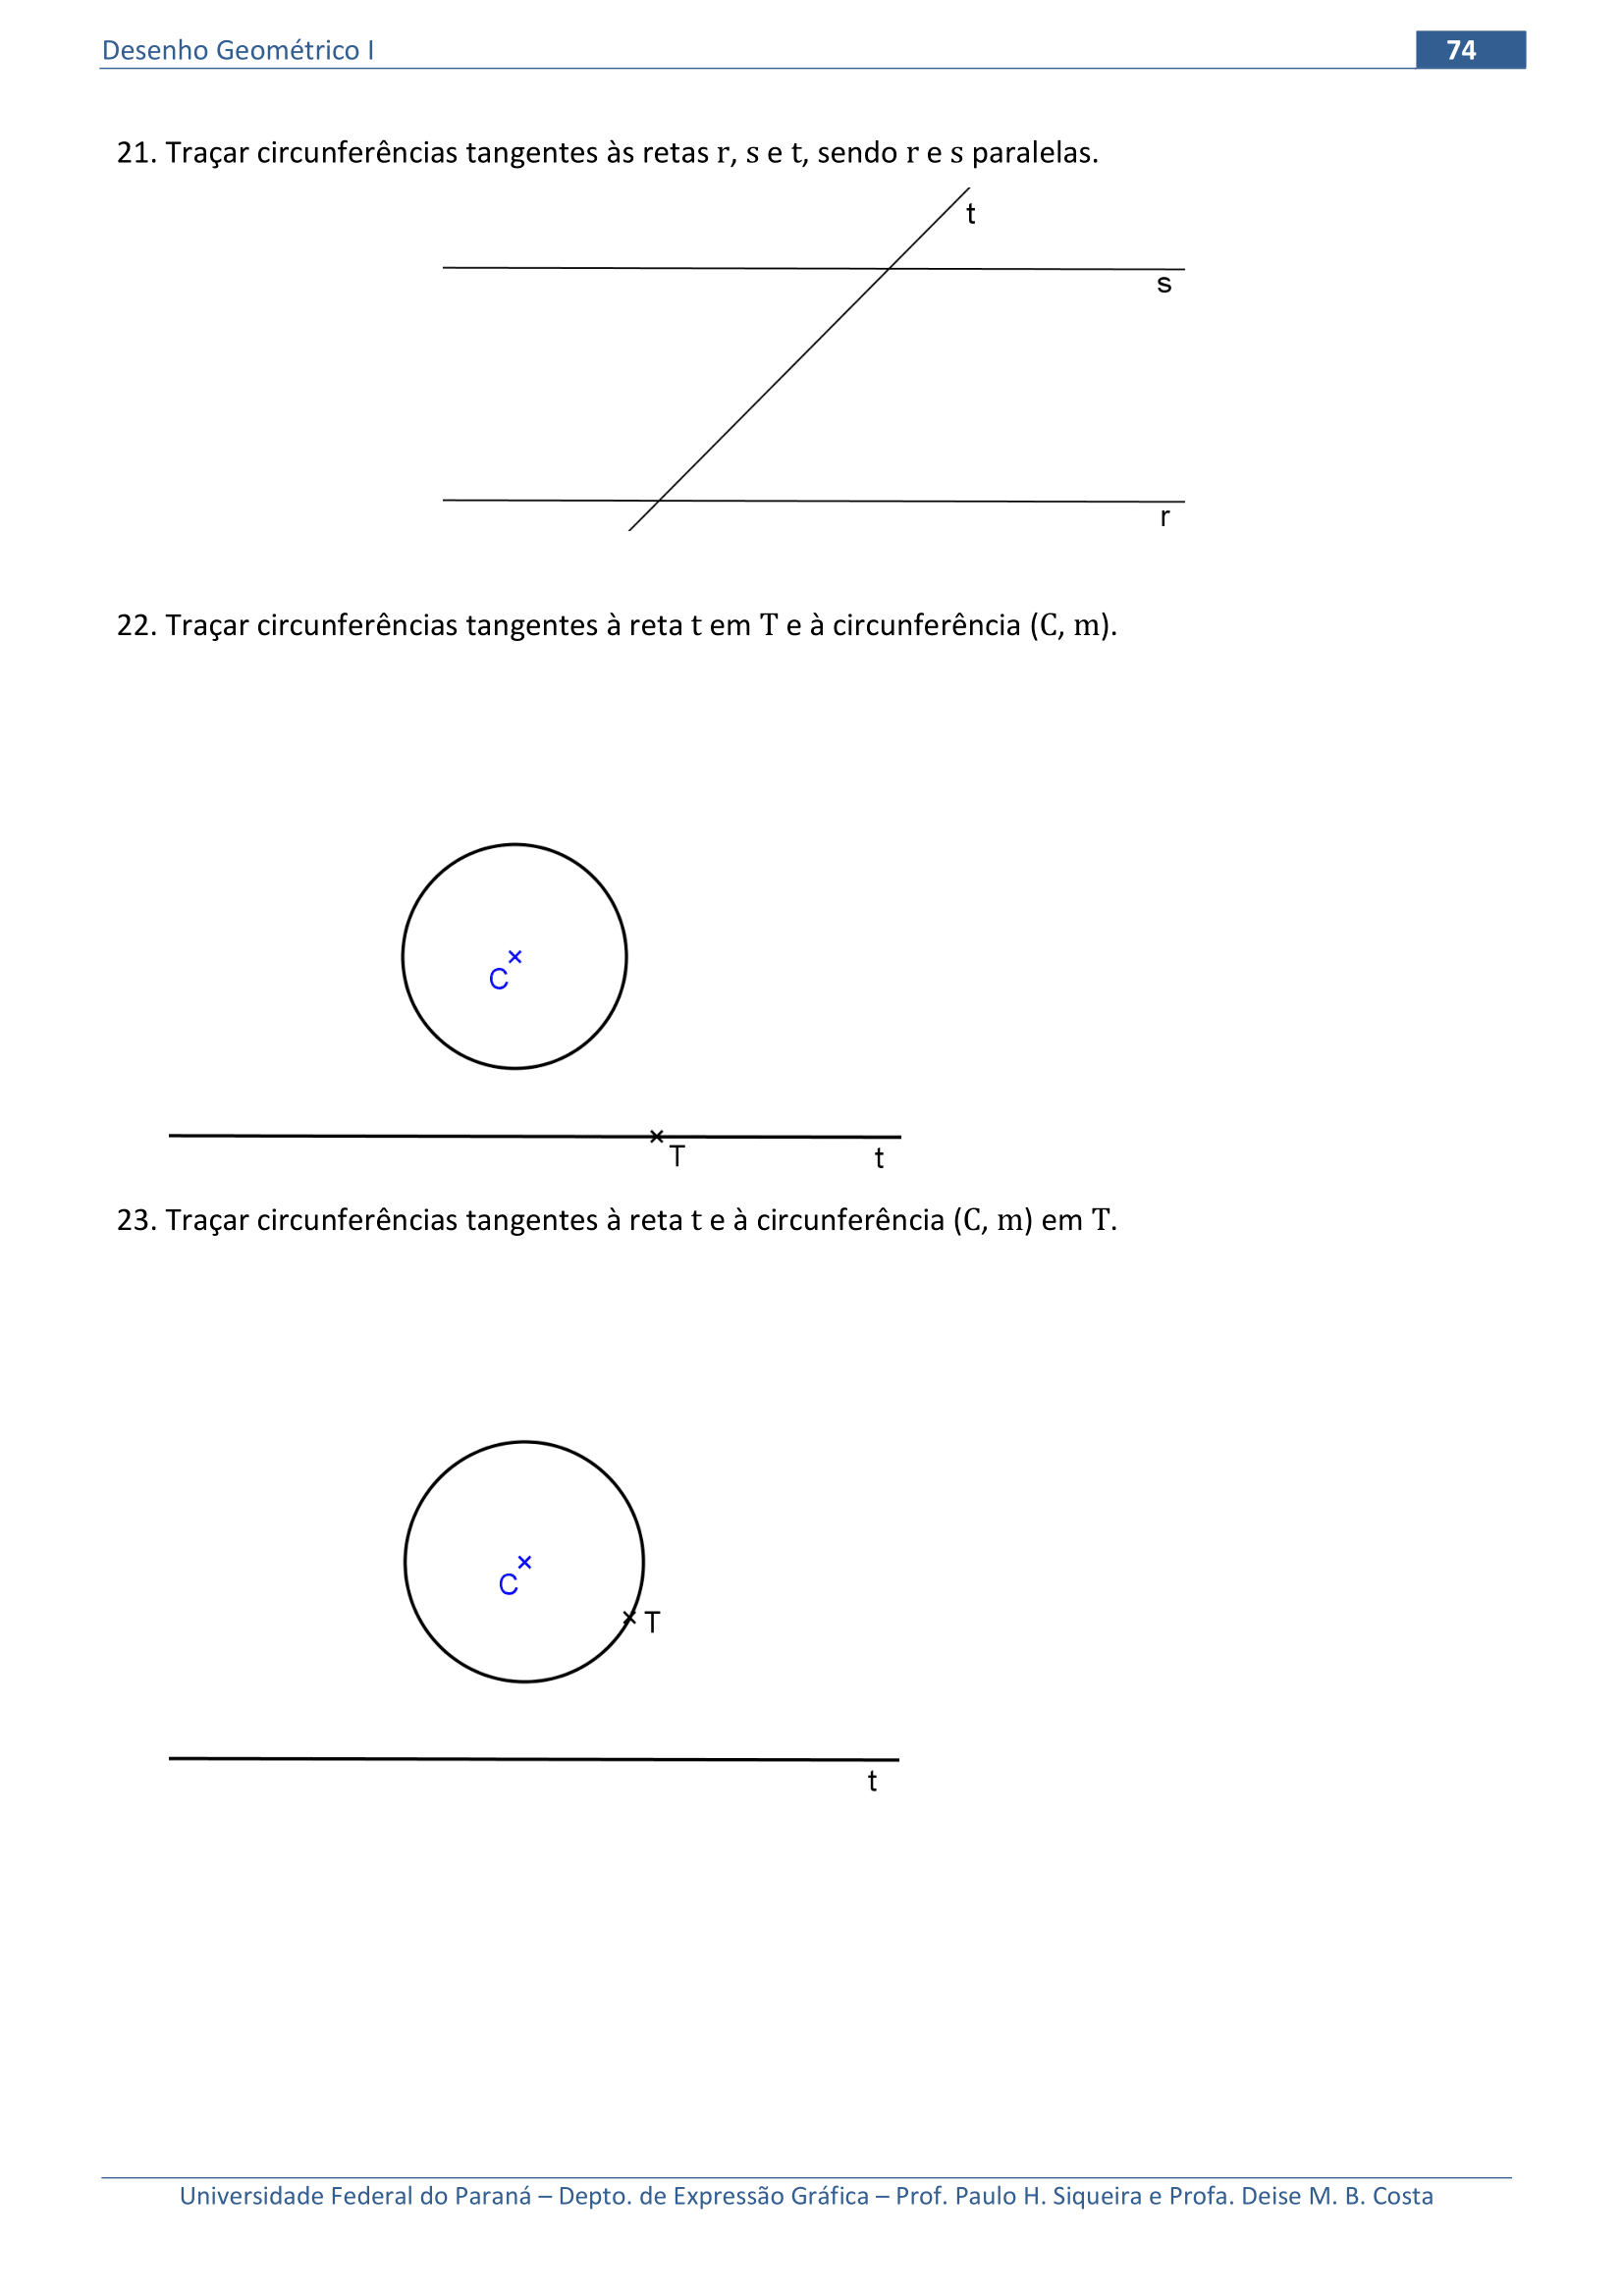 Desenho Geométrico I 74
21. Traçar circunferências tangentes às retas r, s e t, sendo r e s paralelas.
t
s
r
22. Traçar circunferências tangentes à reta t em T e à circunferência (C, m).
C
T t
23. Traçar circunferências tangentes à reta t e à circunferência (C, m) em T.
C
T
t
Universidade Federal do Paraná – Depto. de Expressão Gráfica – Prof. Paulo H. Siqueira e Profa. Deise M. B. Costa